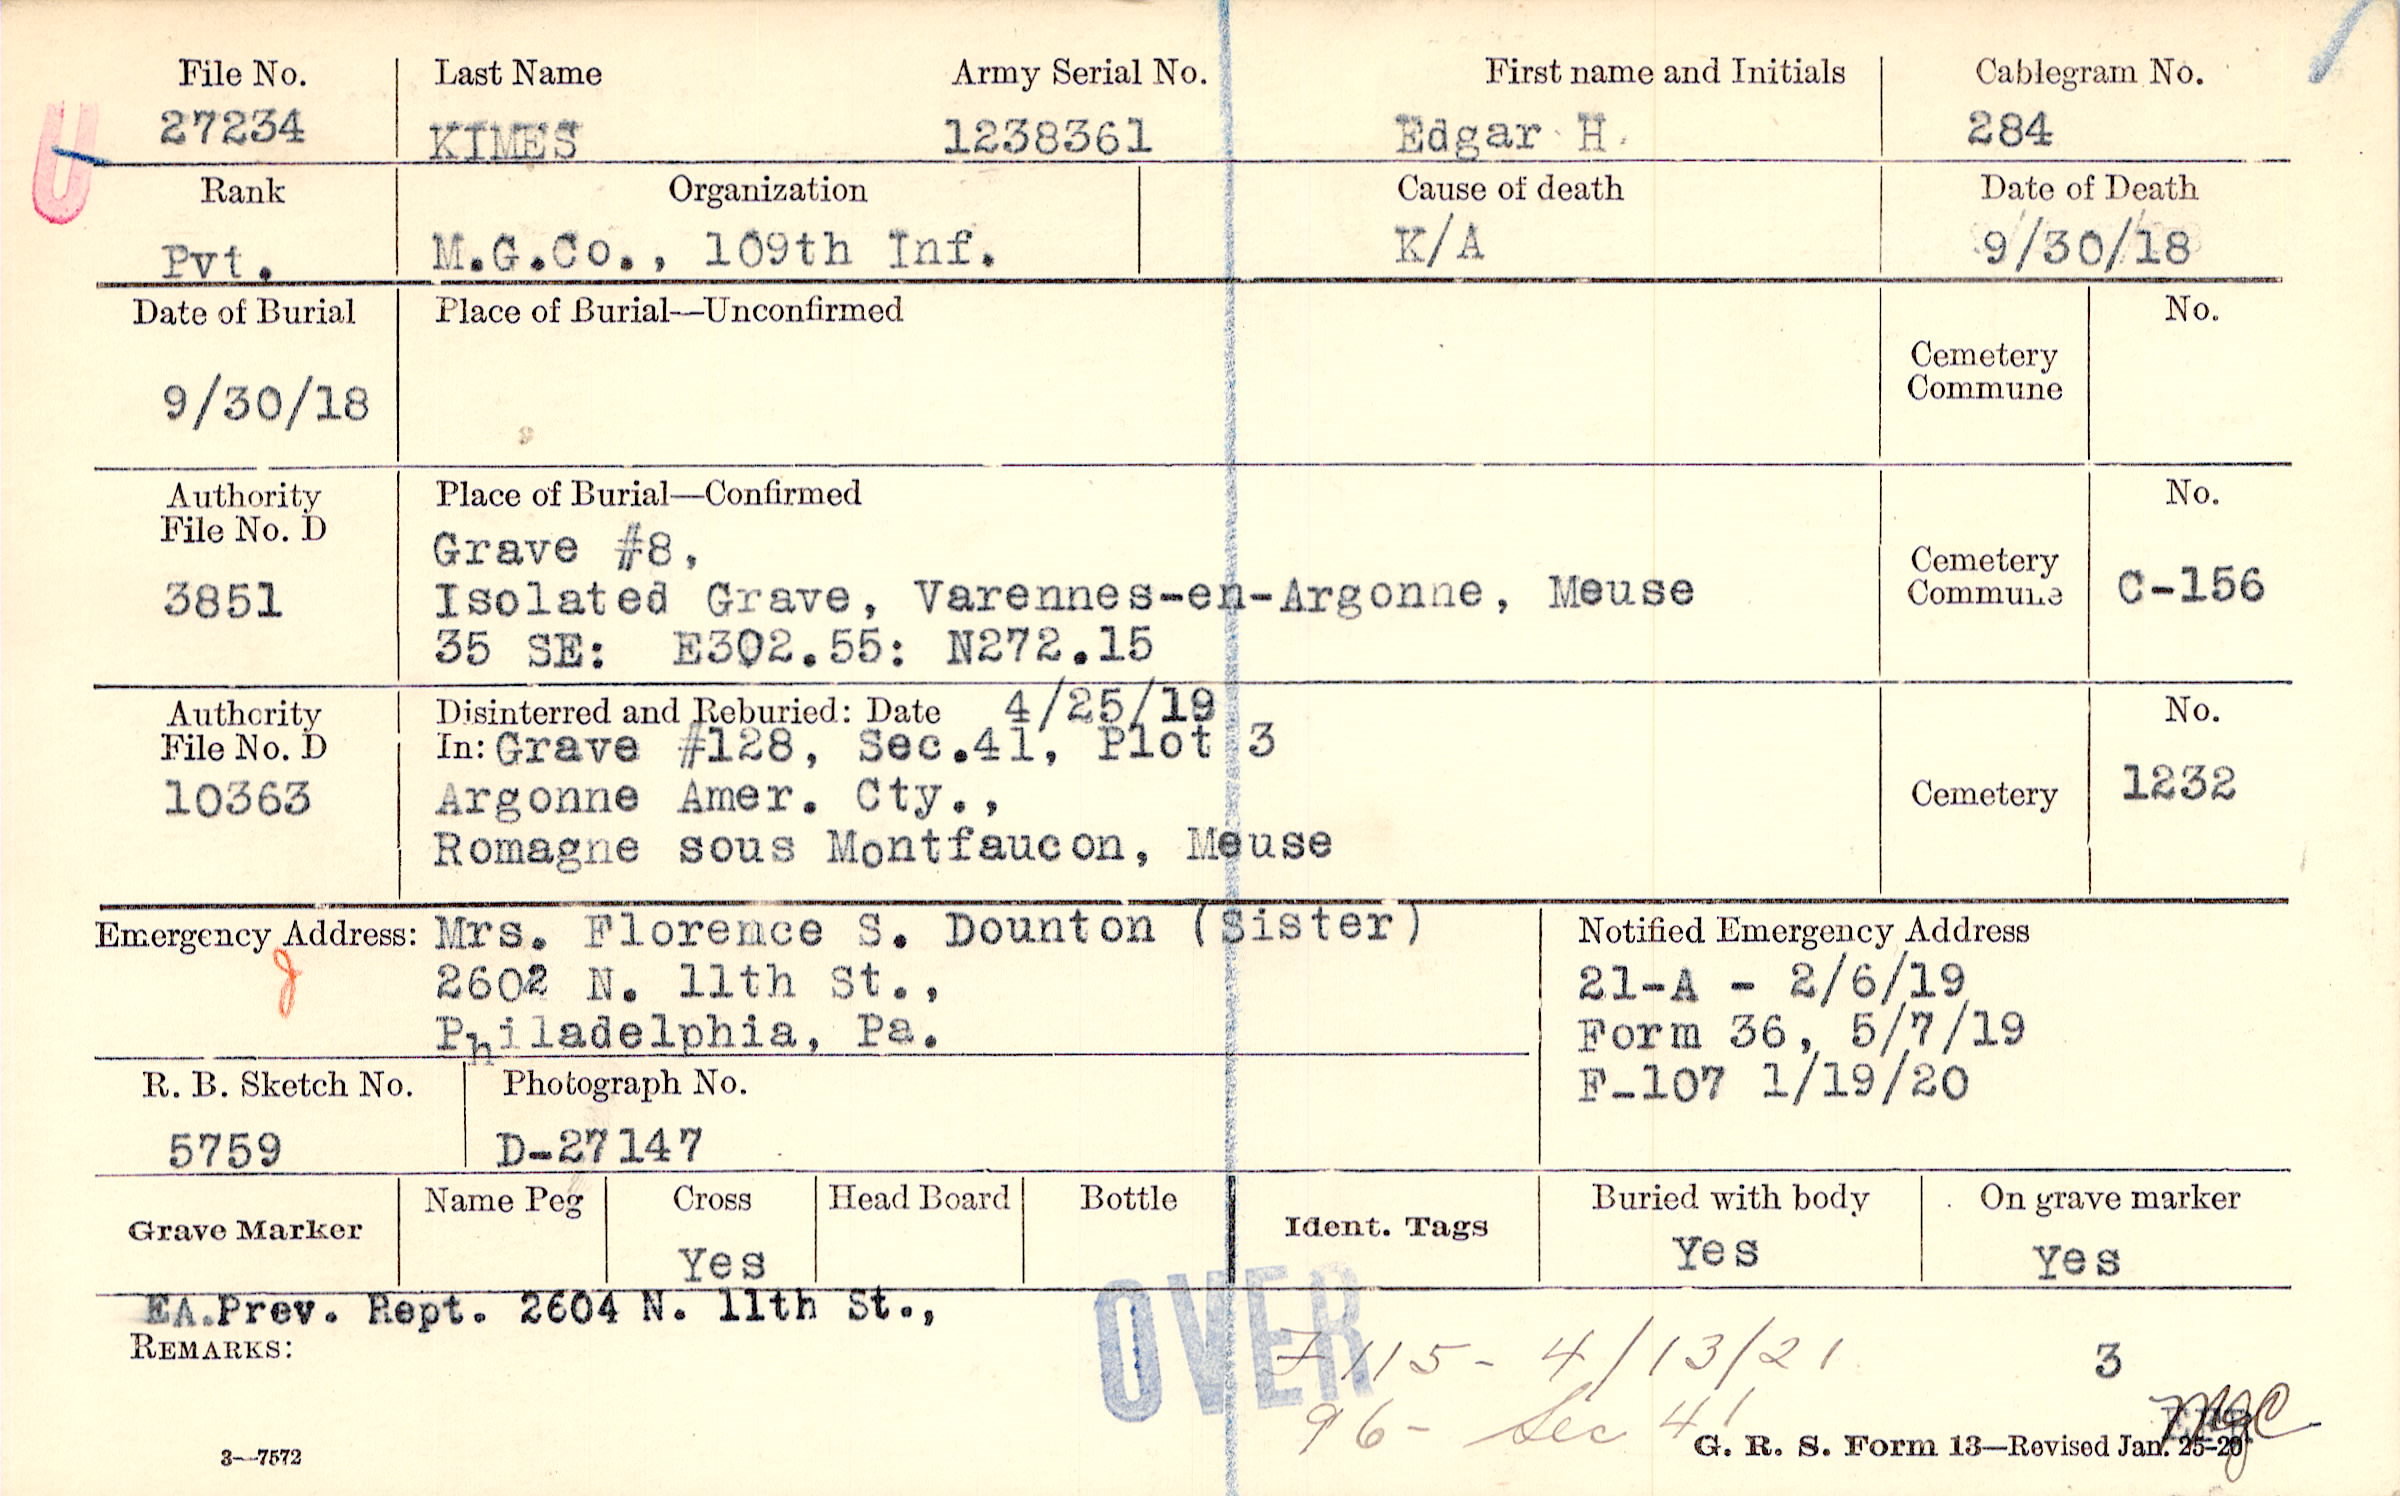 File No. Last Name Army Serial No. First name and Initials Cablegram No.
27234 KIMES 1238361 Edgar H. 284
Rank Organization Cause of death Date of Death
Pvt. M.G.Co., 109th Inf. K/A 9/30/18
Date of Burial Place of Burial—Unconfirmed No.
Cemetery
Commune
9/30/18
Authority Place of Burial—Confirmed No.
File No. D
Grave #8,
3851 Isolated Grave, Varennes-en-Argonne, Meuse Cemetery Commune C-156
35 SE: E302.55: N272.15
Authority Disinterred and Reburied: Date 4/25/19 No.
File No. D In: Grave #128, Sec.41, Plot 3
10363 Argonne Amer. Cty., Cemetery 1232
Romagne sous Montfaucon, Meuse
Emergency Address: Mrs. Florence S. Dounton (Sister) Notified Emergency Address
2602 N. 11th St., 21-A - 2/6/19
Philadelphia, Pa. Form 36, 5/7/19
F-107 1/19/20
R. B. Sketch No. Photograph No.
5759 D-27147
Grave Marker Name Peg Cross Head Board Bottle Ident. Tags Buried with body On grave marker
Yes Yes Yes
EA.Prev. Rept. 2604 N. 11th St.,
REMARKS:
OVER
F 115- 4/13/21 3
96- Sec 41
3—7572 G. R. S. Form 13—Revised Jan. 25-20
U